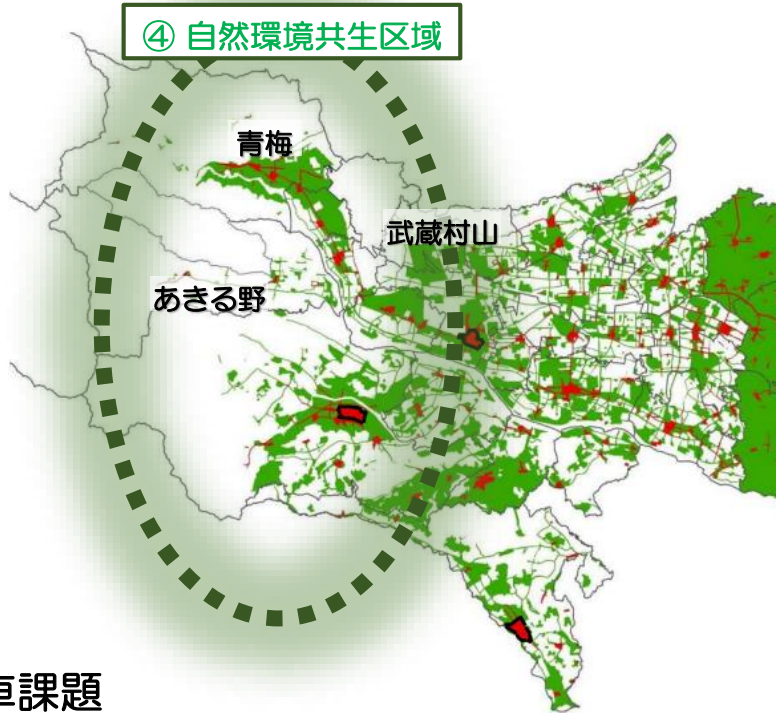 ④ 自然環境共生区域
青梅
武蔵村山
あきる野
課題